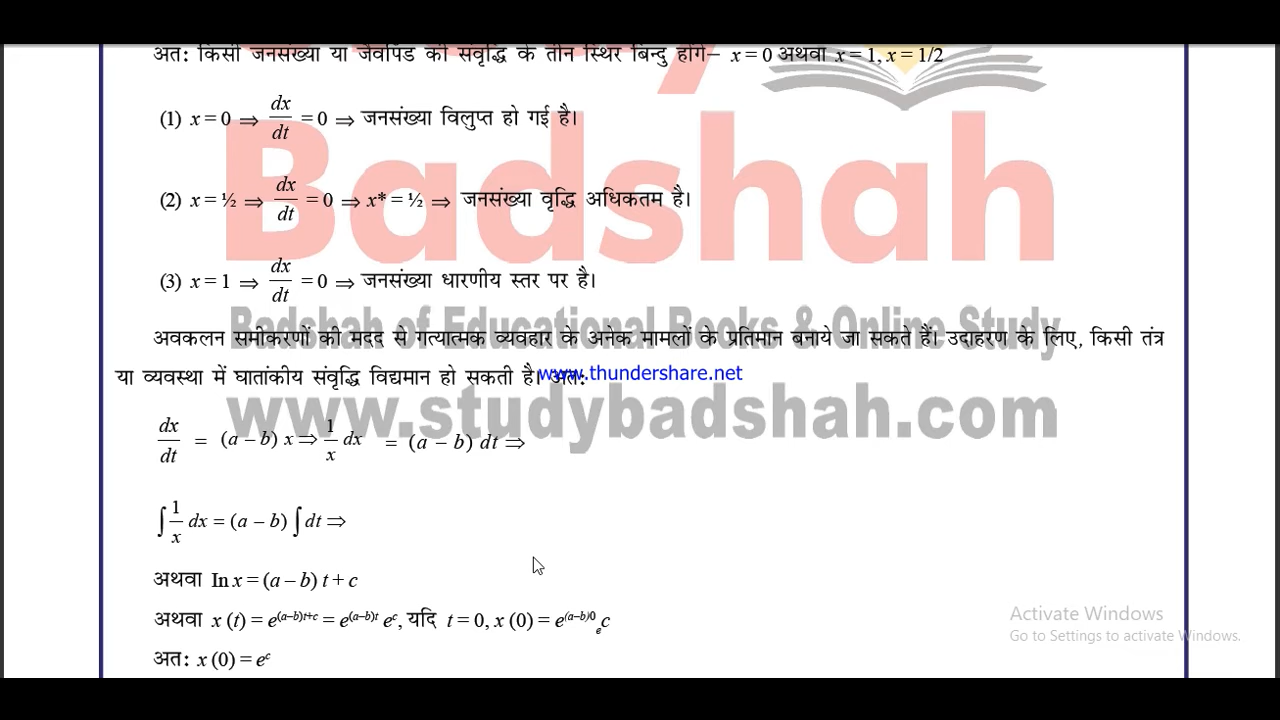 अत: किसी जनसंख्या या जैवपिंड की संवृद्धि के तीन स्थिर बिन्दु होंगे– x = 0 अथवा x = 1, x = 1/2
(1) x = 0 ⇒ dx/dt = 0 ⇒ जनसंख्या विलुप्त हो गई है।
Badshah
(2) x = ½ ⇒ dx/dt = 0 ⇒ x* = ½ ⇒ जनसंख्या वृद्धि अधिकतम है।
(3) x = 1 ⇒ dx/dt = 0 ⇒ जनसंख्या धारणीय स्तर पर है।
Badshah of Educational Books & Online Study
अवकलन समीकरणों की मदद से गत्यात्मक व्यवहार के अनेक मामलों के प्रतिमान बनाये जा सकते हैं। उदाहरण के लिए, किसी तंत्र
या व्यवस्था में घातांकीय संवृद्धि विद्यमान हो सकती है। अत:
www.thundershare.net
www.studybadshah.com
dx/dt = (a – b) x ⇒ 1/x dx = (a – b) dt ⇒
∫ 1/x dx = (a – b) ∫ dt ⇒
अथवा In x = (a – b) t + c
अथवा x (t) = e^(a–b)t+c = e^(a–b)t e^c, यदि t = 0, x (0) = e^(a–b)0 e c
अत: x (0) = e^c
Activate Windows
Go to Settings to activate Windows.